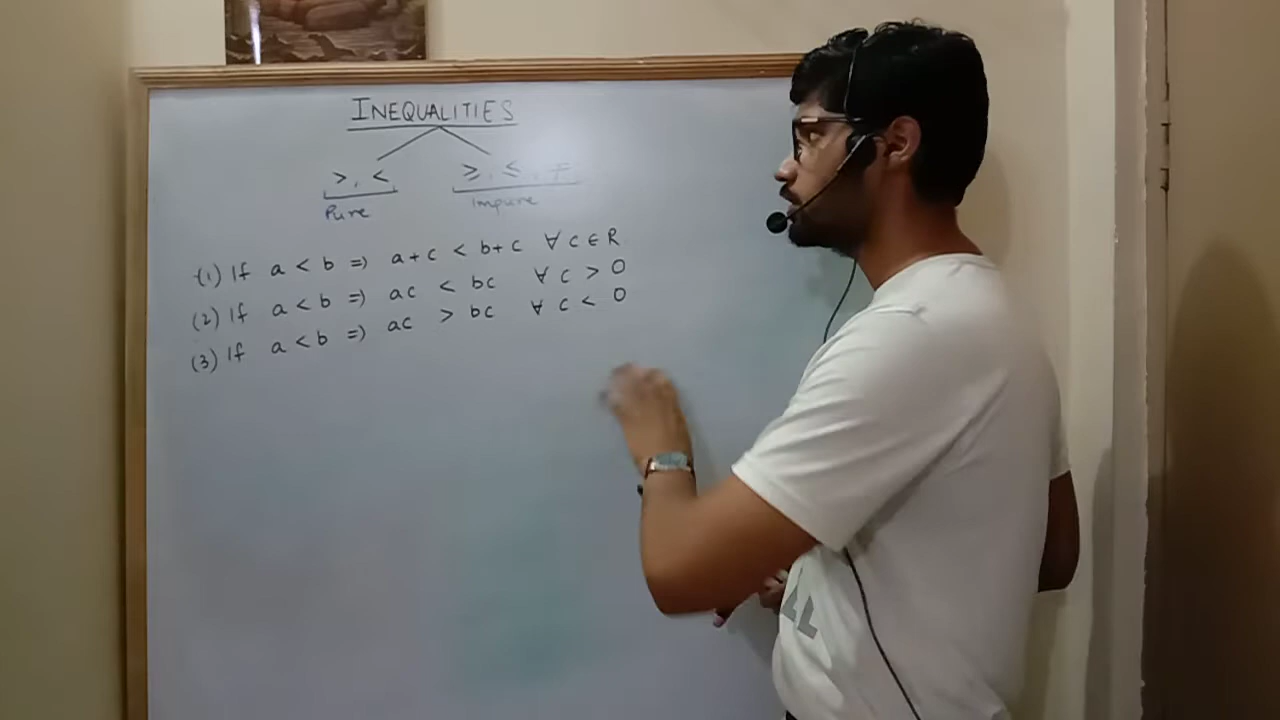 INEQUALITIES
>, < ≥, ≤, ≠
Pure Impure
(1) If a < b => a+c < b+c ∀ c ∈ R
(2) If a < b => ac < bc ∀ c > 0
(3) If a < b => ac > bc ∀ c < 0